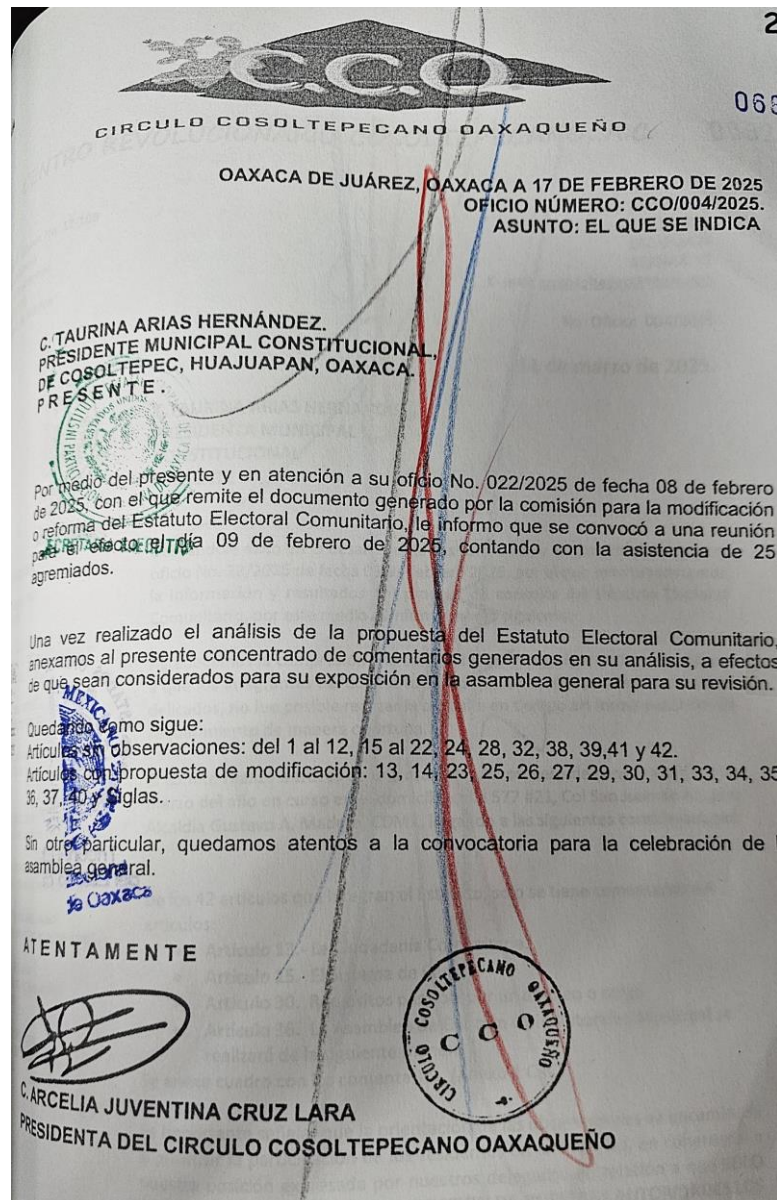 2
C.C.O.
069
CIRCULO COSOLTEPECANO OAXAQUEÑO
OAXACA DE JUÁREZ, OAXACA A 17 DE FEBRERO DE 2025
OFICIO NÚMERO: CCO/004/2025.
ASUNTO: EL QUE SE INDICA
C. TAURINA ARIAS HERNÁNDEZ.
PRESIDENTE MUNICIPAL CONSTITUCIONAL,
DE COSOLTEPEC, HUAJUAPAN, OAXACA.
P R E S E N T E .
Por medio del presente y en atención a su oficio No. 022/2025 de fecha 08 de febrero
de 2025, con el que remite el documento generado por la comisión para la modificación
o reforma del Estatuto Electoral Comunitario, le informo que se convocó a una reunión
para el efecto el día 09 de febrero de 2025, contando con la asistencia de 25
agremiados.
Una vez realizado el análisis de la propuesta del Estatuto Electoral Comunitario,
anexamos al presente concentrado de comentarios generados en su análisis, a efectos
de que sean considerados para su exposición en la asamblea general para su revisión.
Quedando como sigue:
Artículos sin observaciones: del 1 al 12, 15 al 22, 24, 28, 32, 38, 39,41 y 42.
Artículos con propuesta de modificación: 13, 14, 23, 25, 26, 27, 29, 30, 31, 33, 34, 35
36, 37, 40 y Siglas.
Sin otro particular, quedamos atentos a la convocatoria para la celebración de l
asamblea general.
de Oaxaca
A T E N T A M E N T E
CIRCULO COSOLTEPECANO OAXAQUEÑO
C C O
C. ARCELIA JUVENTINA CRUZ LARA
PRESIDENTA DEL CIRCULO COSOLTEPECANO OAXAQUEÑO